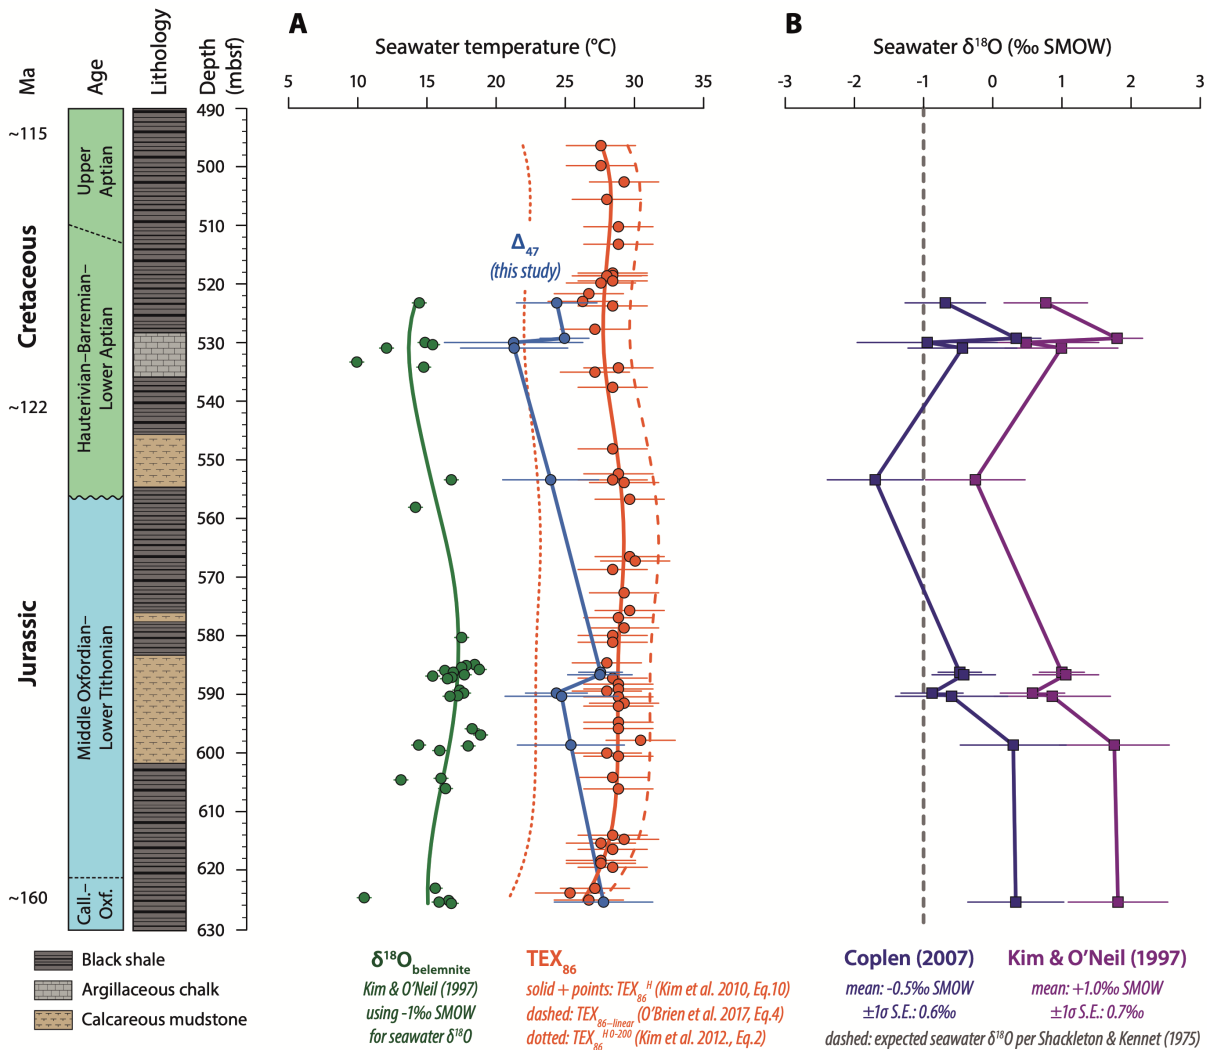 A
B
Seawater temperature (°C)
Seawater δ¹⁸O (‰ SMOW)
Ma
Age
Lithology
Depth
(mbsf)
5 10 15 20 25 30 35
-3 -2 -1 0 1 2 3
~115
~122
~160
Cretaceous
Jurassic
Upper
Aptian
Hauterivian–Barremian–
Lower Aptian
Middle Oxfordian–
Lower Tithonian
Call.–
Oxf.
490
500
510
520
530
540
550
560
570
580
590
600
610
620
630
Δ₄₇
(this study)
Black shale
Argillaceous chalk
Calcareous mudstone
δ¹⁸O belemnite
Kim & O'Neil (1997)
using -1‰ SMOW
for seawater δ¹⁸O
TEX₈₆
solid + points: TEX₈₆ᴴ (Kim et al. 2010, Eq.10)
dashed: TEX₈₆₋linear (O'Brien et al. 2017, Eq.4)
dotted: TEX₈₆ᴴ ⁰⁻²⁰⁰ (Kim et al. 2012., Eq.2)
Coplen (2007)
mean: -0.5‰ SMOW
±1σ S.E.: 0.6‰
Kim & O'Neil (1997)
mean: +1.0‰ SMOW
±1σ S.E.: 0.7‰
dashed: expected seawater δ¹⁸O per Shackleton & Kennet (1975)